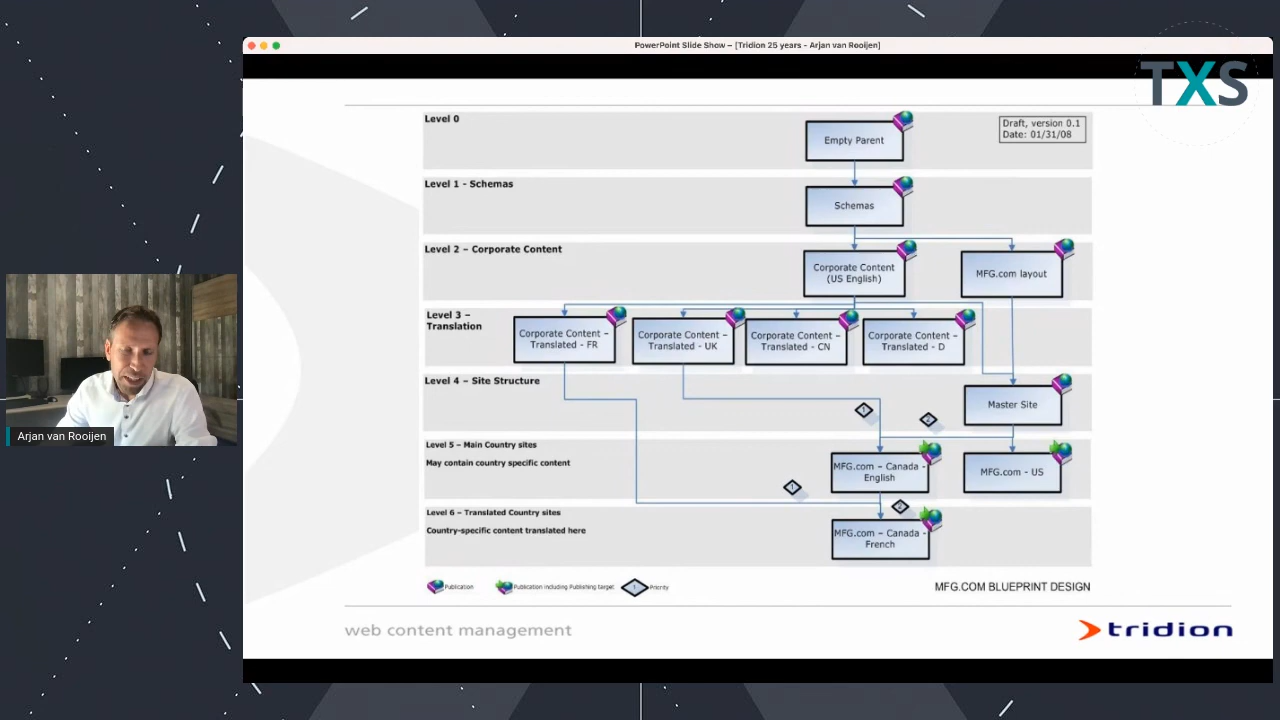 PowerPoint Slide Show – [Tridion 25 years - Arjan van Rooijen]
TXS
Level 0
Empty Parent
Draft, version 0.1
Date: 01/31/08
Level 1 - Schemas
Schemas
Level 2 – Corporate Content
Corporate Content
(US English)
MFG.com layout
Level 3 –
Translation
Corporate Content –
Translated - FR
Corporate Content –
Translated - UK
Corporate Content –
Translated - CN
Corporate Content –
Translated - D
Level 4 – Site Structure
Master Site
1
2
Level 5 – Main Country sites
May contain country specific content
MFG.com – Canada -
English
MFG.com - US
1
2
Level 6 – Translated Country sites
Country-specific content translated here
MFG.com – Canada -
French
Publication
Publication including Publishing target
1
Priority
MFG.COM BLUEPRINT DESIGN
web content management
tridion
Arjan van Rooijen